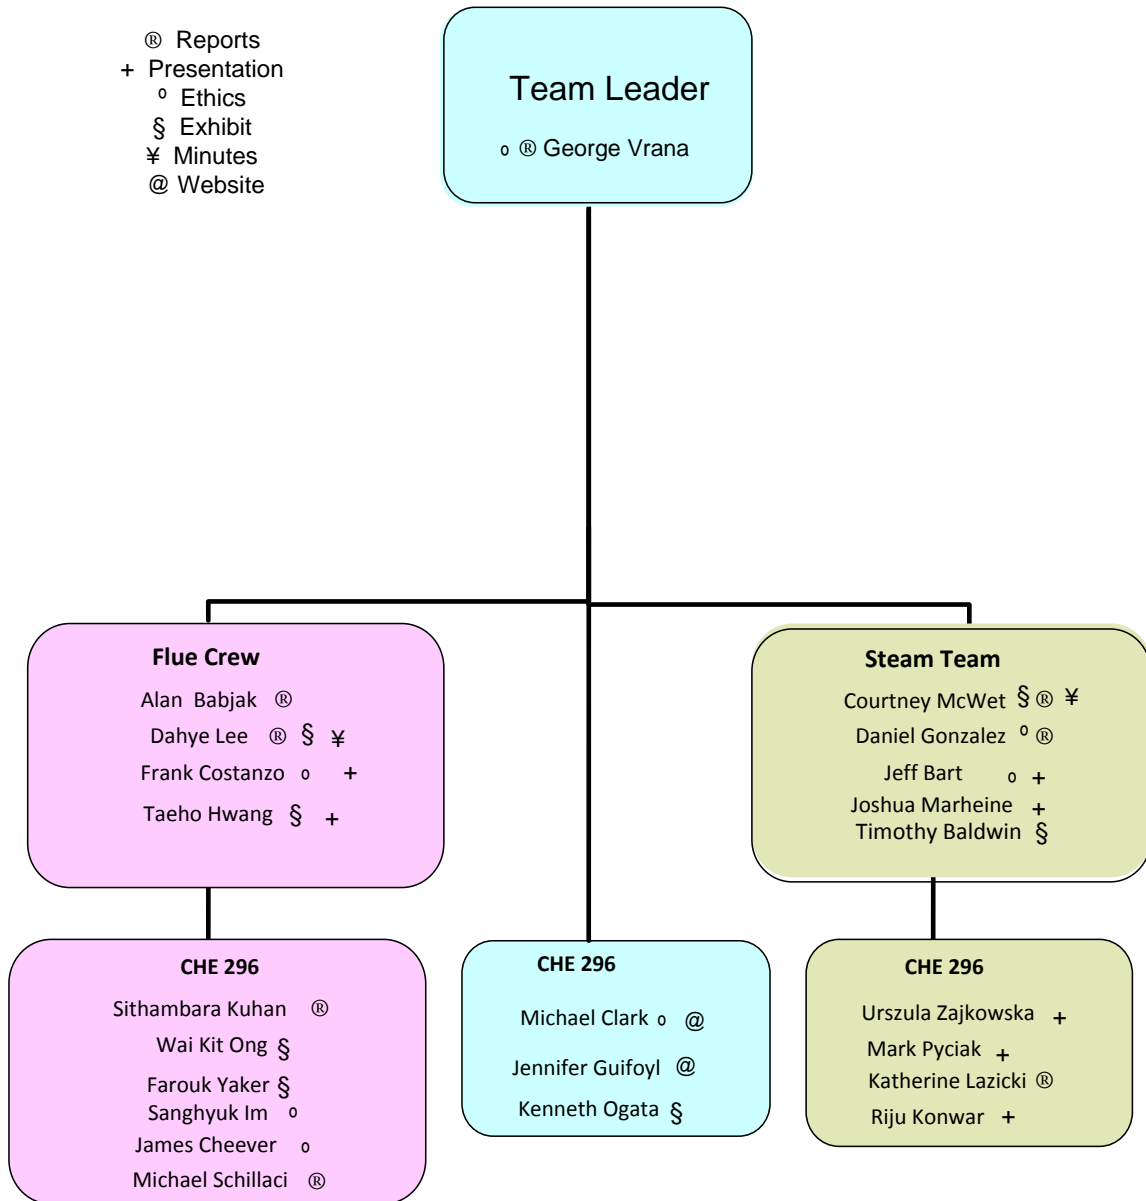 ® Reports
+ Presentation
º Ethics
§ Exhibit
¥ Minutes
@ Website
Team Leader
º ® George Vrana
Flue Crew
Alan Babjak ®
Dahye Lee ® § ¥
Frank Costanzo º +
Taeho Hwang § +
Steam Team
Courtney McWet § ® ¥
Daniel Gonzalez º ®
Jeff Bart º +
Joshua Marheine +
Timothy Baldwin §
CHE 296
Sithambara Kuhan ®
Wai Kit Ong §
Farouk Yaker §
Sanghyuk Im º
James Cheever º
Michael Schillaci ®
CHE 296
Michael Clark º @
Jennifer Guifoyl @
Kenneth Ogata §
CHE 296
Urszula Zajkowska +
Mark Pyciak +
Katherine Lazicki ®
Riju Konwar +